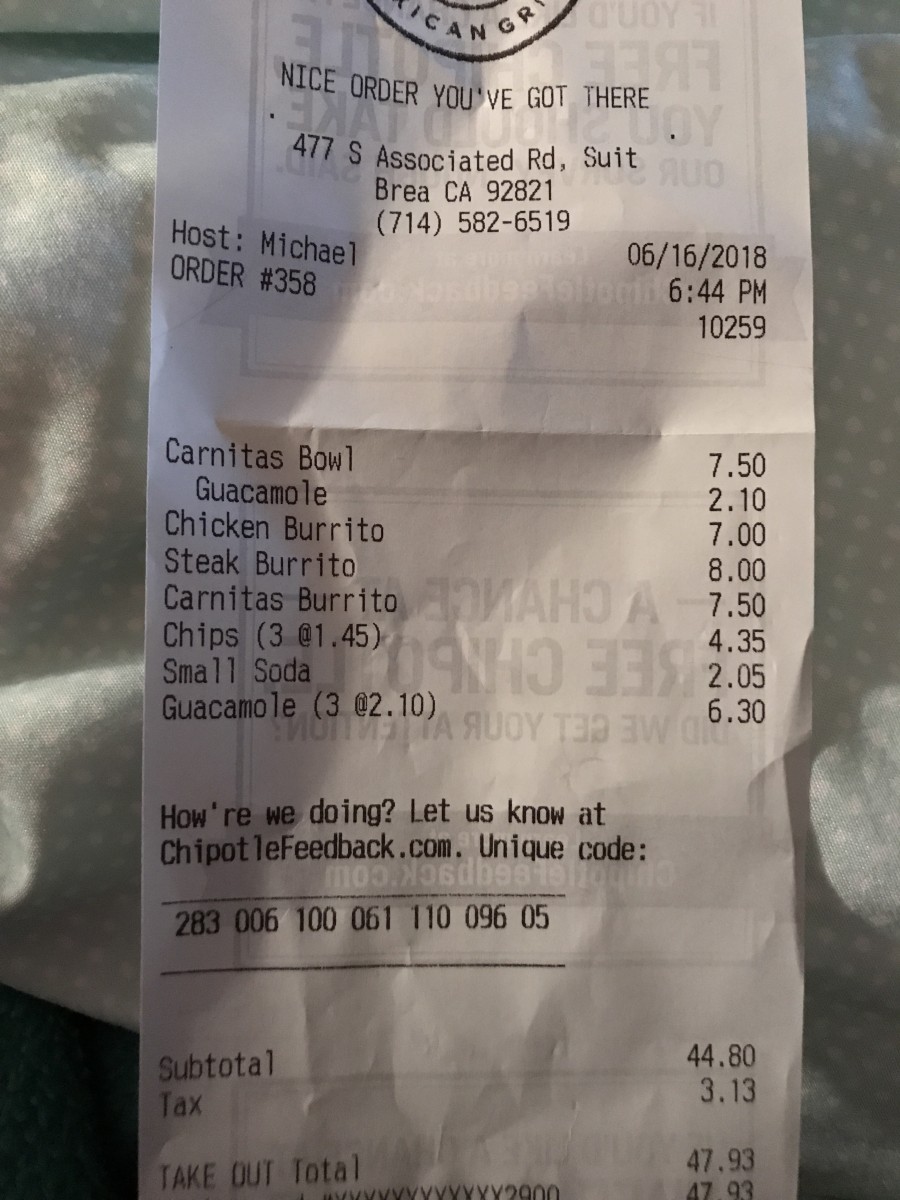 NICE ORDER YOU'VE GOT THERE
477 S Associated Rd, Suit
Brea CA 92821
(714) 582-6519
Host: Michael 06/16/2018
ORDER #358 6:44 PM
10259
Carnitas Bowl 7.50
Guacamole 2.10
Chicken Burrito 7.00
Steak Burrito 8.00
Carnitas Burrito 7.50
Chips (3 @1.45) 4.35
Small Soda 2.05
Guacamole (3 @2.10) 6.30
How're we doing? Let us know at
ChipotleFeedback.com. Unique code:
283 006 100 061 110 096 05
Subtotal 44.80
Tax 3.13
TAKE OUT Total 47.93
47.93